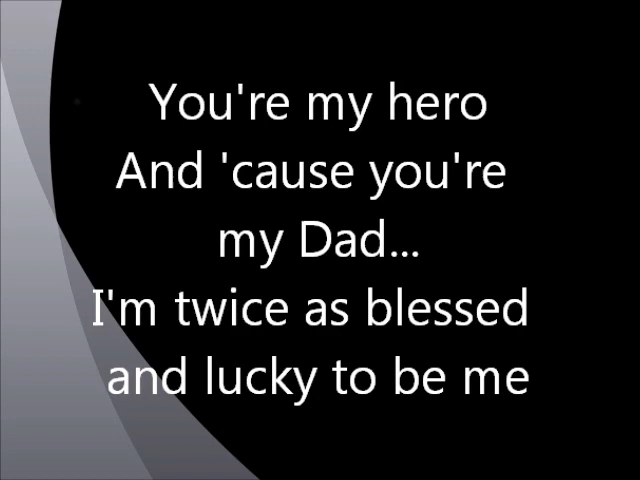 You're my hero
And 'cause you're
my Dad...
I'm twice as blessed
and lucky to be me